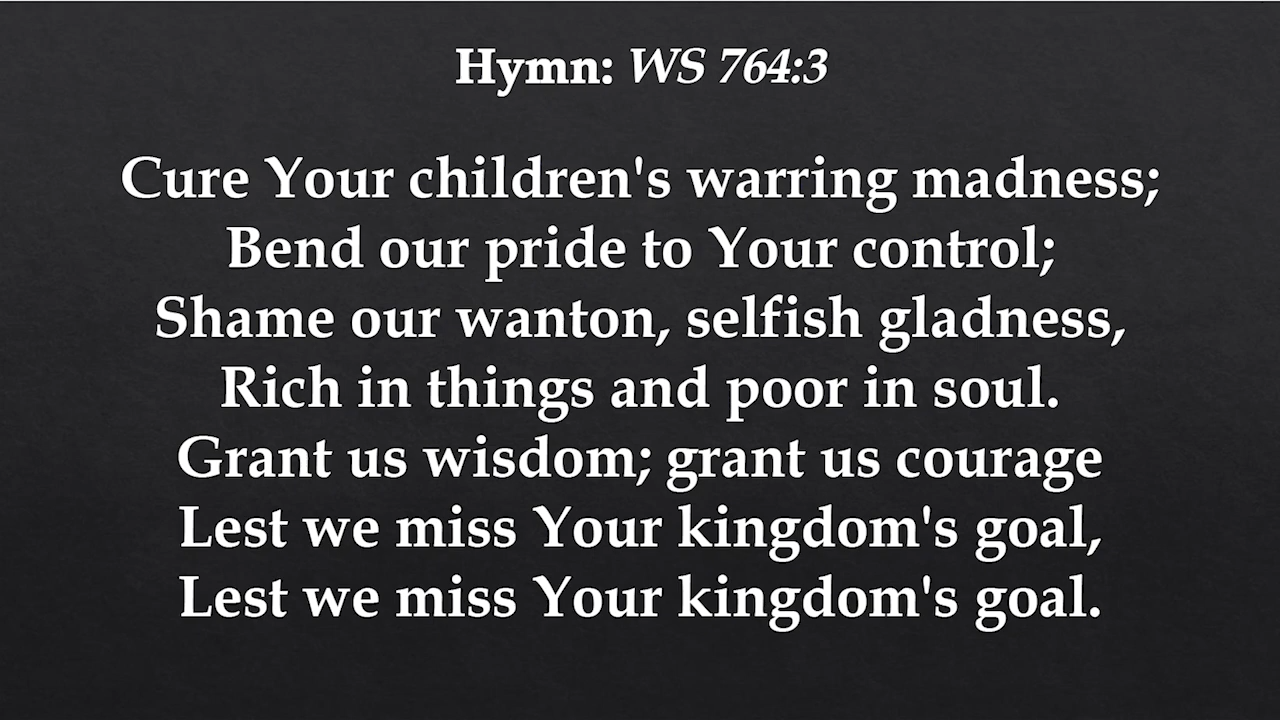 Hymn: WS 764:3
Cure Your children's warring madness;
Bend our pride to Your control;
Shame our wanton, selfish gladness,
Rich in things and poor in soul.
Grant us wisdom; grant us courage
Lest we miss Your kingdom's goal,
Lest we miss Your kingdom's goal.